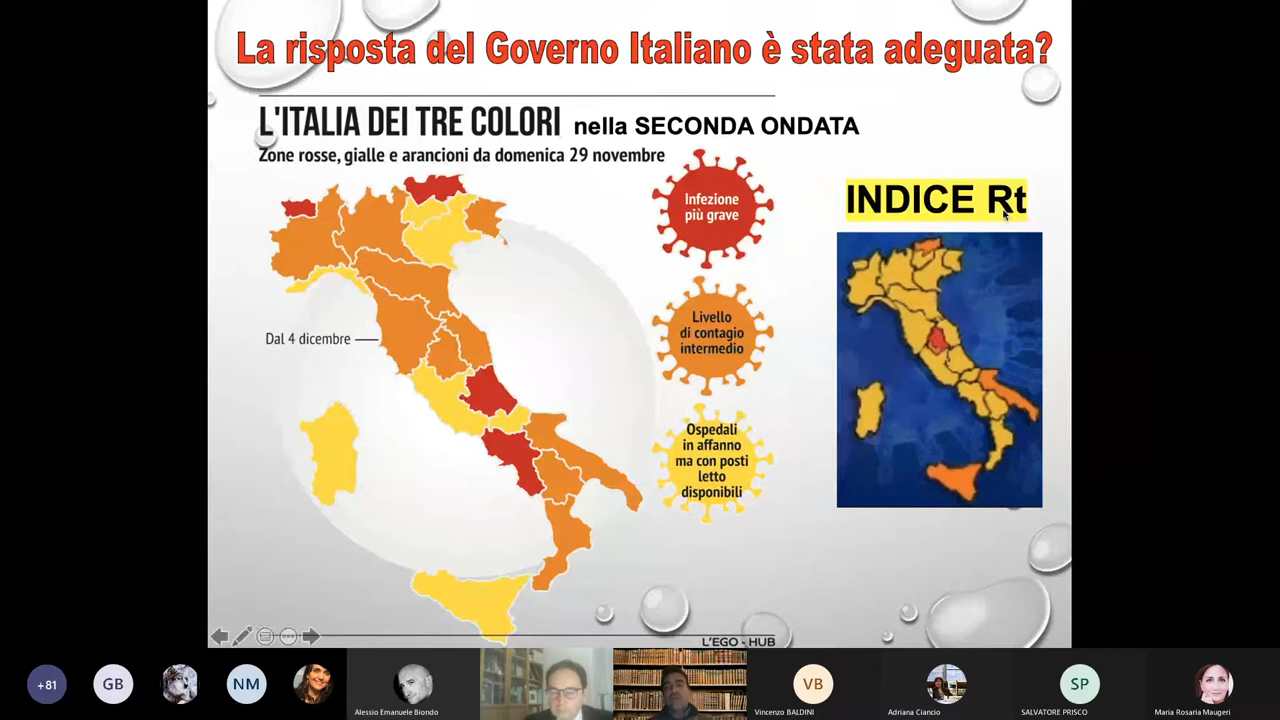 La risposta del Governo Italiano è stata adeguata?
L'ITALIA DEI TRE COLORI nella SECONDA ONDATA
Zone rosse, gialle e arancioni da domenica 29 novembre
Infezione
più grave
INDICE Rt
Livello
di contagio
intermedio
Dal 4 dicembre
Ospedali
in affanno
ma con posti
letto
disponibili
L'EGO - HUB
+81
GB
NM
VB
SP
Alessio Emanuele Biondo
Vincenzo BALDINI
Adriana Ciancio
SALVATORE PRISCO
Maria Rosaria Maugeri